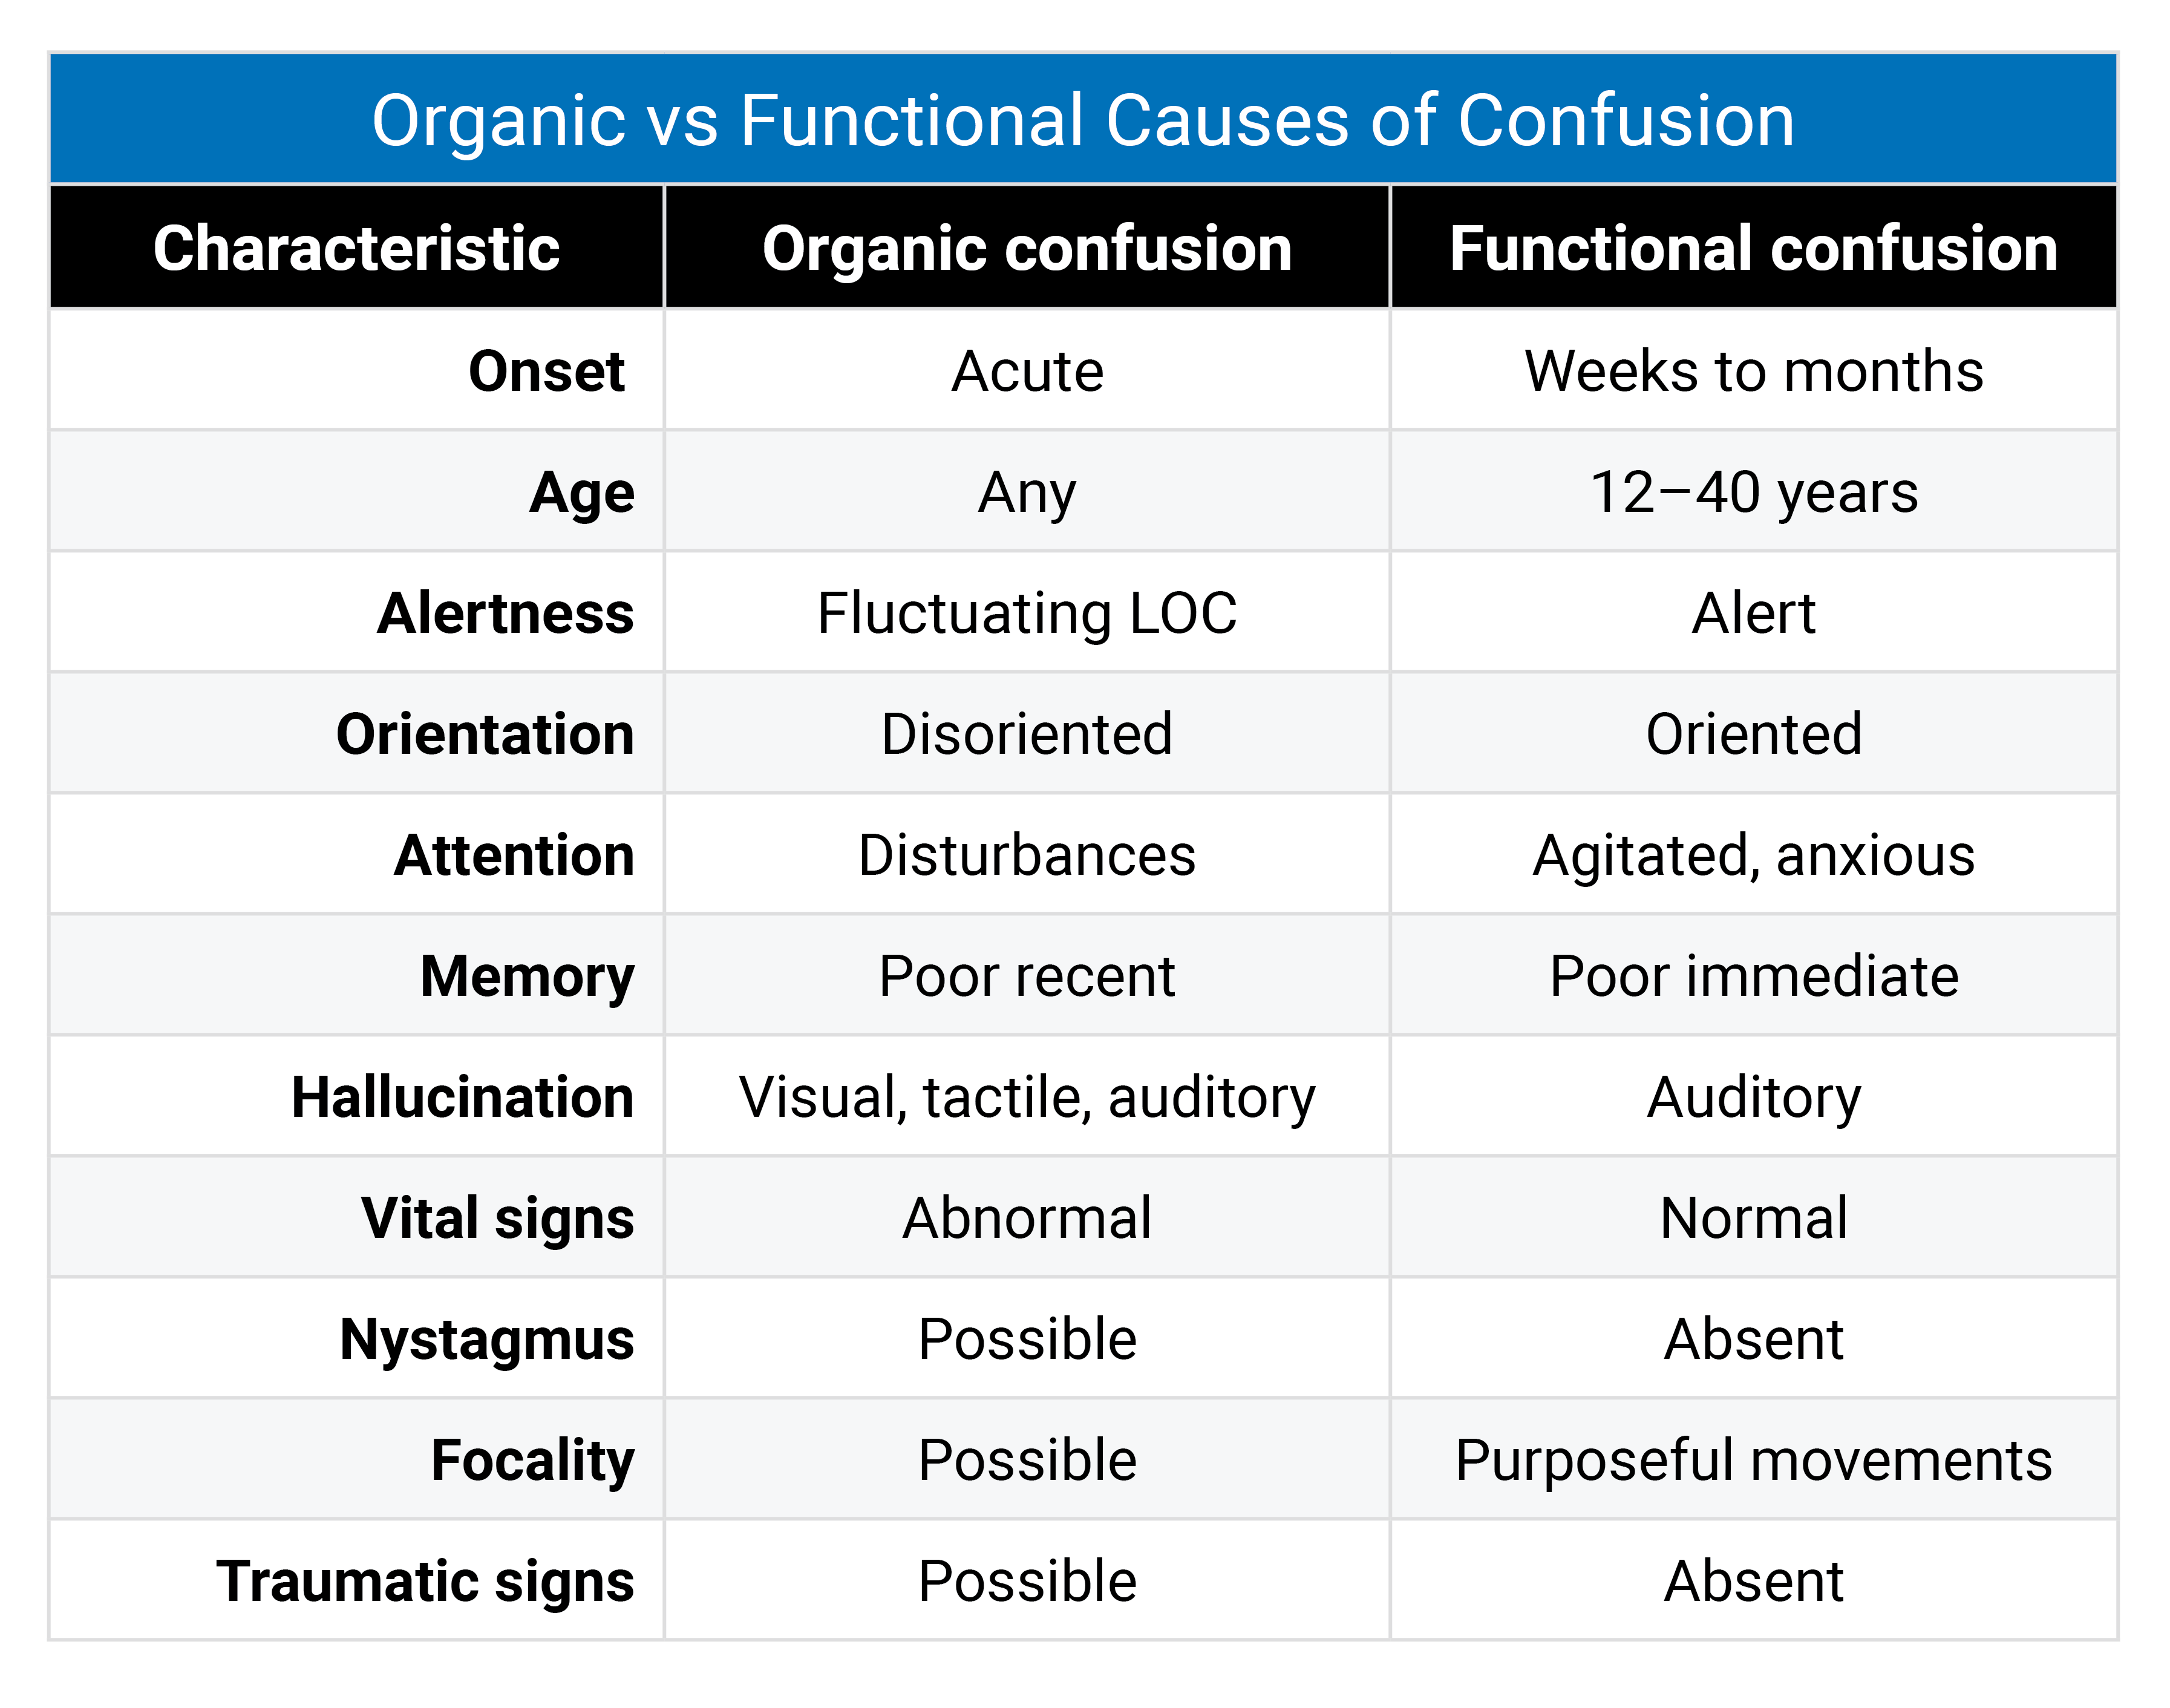 Organic vs Functional Causes of Confusion
Characteristic Organic confusion Functional confusion
Onset Acute Weeks to months
Age Any 12–40 years
Alertness Fluctuating LOC Alert
Orientation Disoriented Oriented
Attention Disturbances Agitated, anxious
Memory Poor recent Poor immediate
Hallucination Visual, tactile, auditory Auditory
Vital signs Abnormal Normal
Nystagmus Possible Absent
Focality Possible Purposeful movements
Traumatic signs Possible Absent